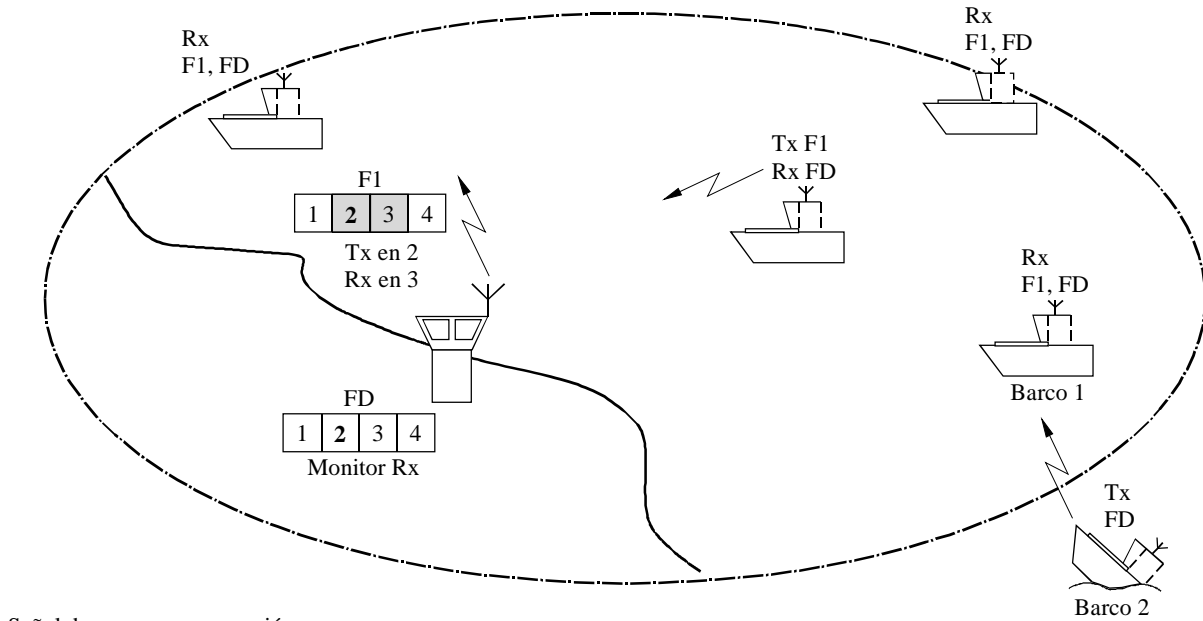 Rx
F1, FD
Rx
F1, FD
Tx F1
Rx FD
F1
1 2 3 4
Tx en 2
Rx en 3
Rx
F1, FD
Barco 1
FD
1 2 3 4
Monitor Rx
Tx
FD
Barco 2